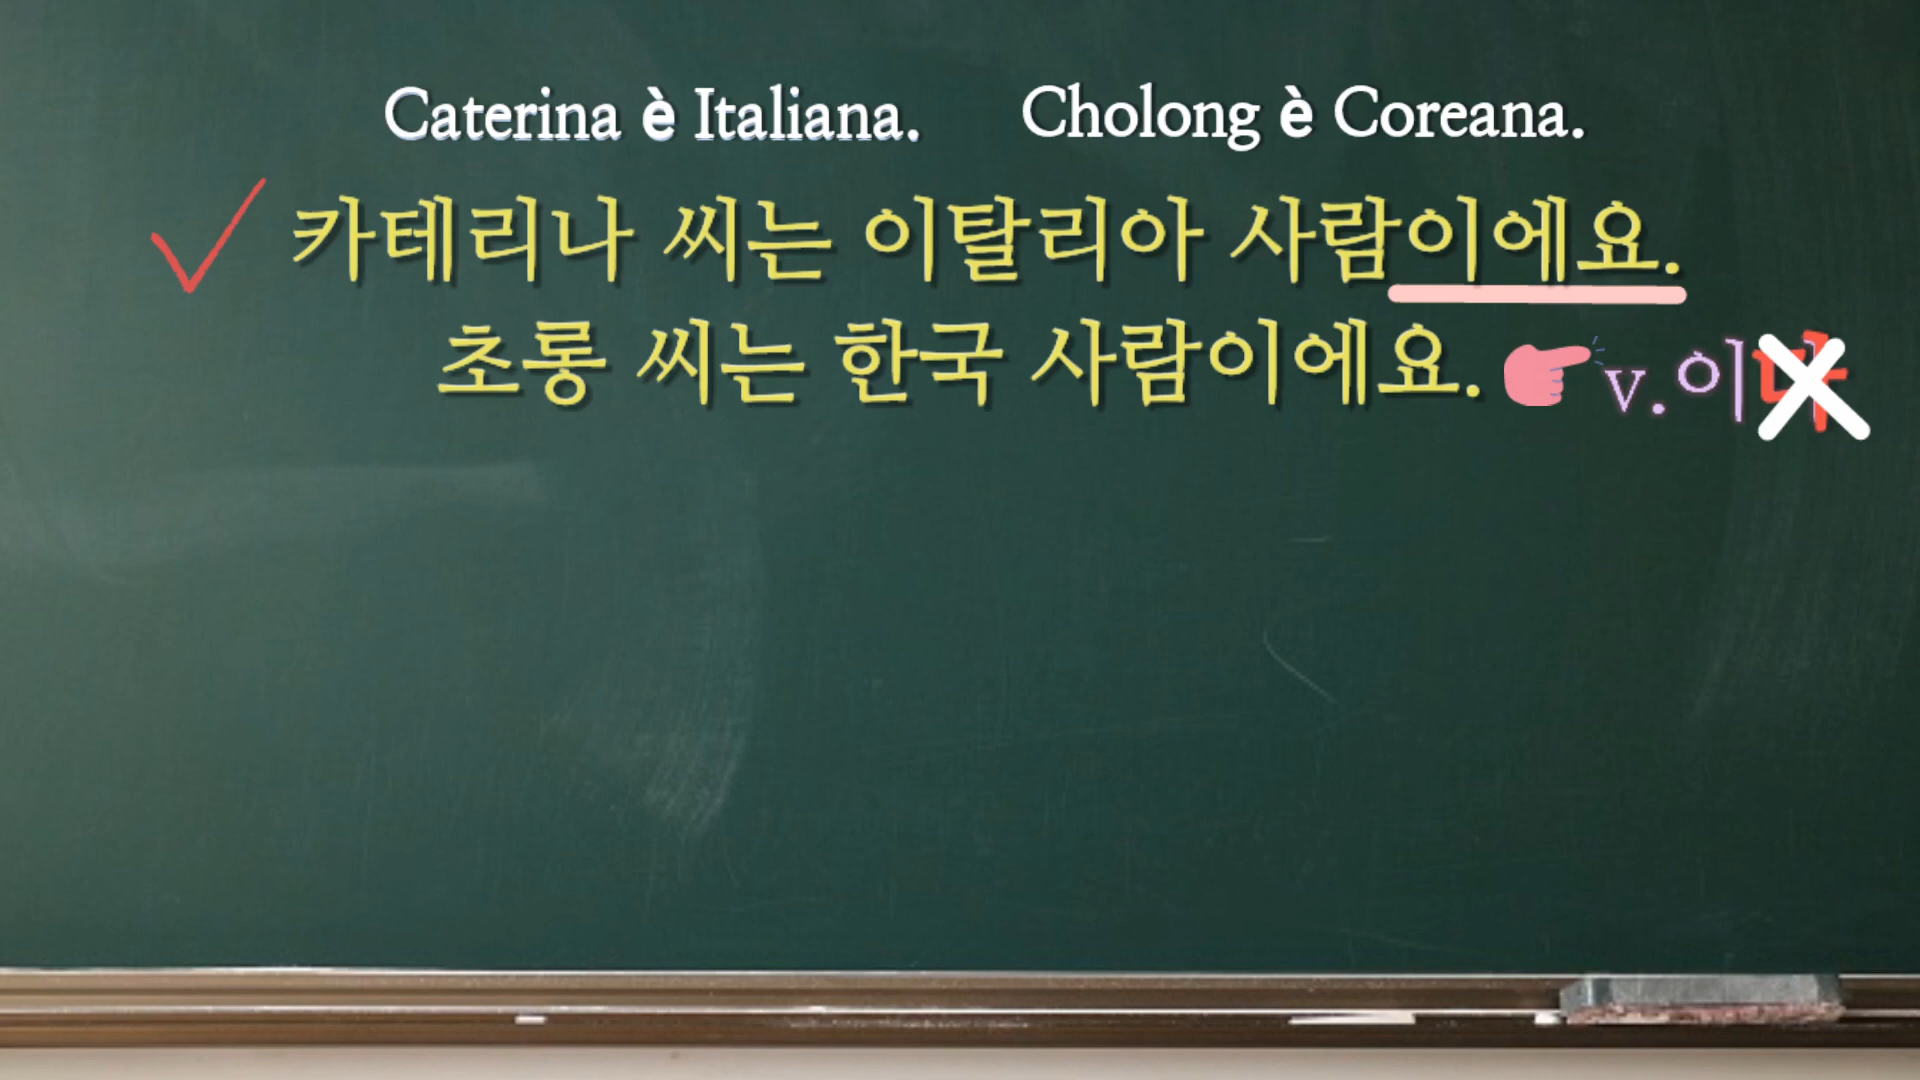 Caterina è Italiana. Cholong è Coreana.
카테리나 씨는 이탈리아 사람이에요.
초롱 씨는 한국 사람이에요. v.이다